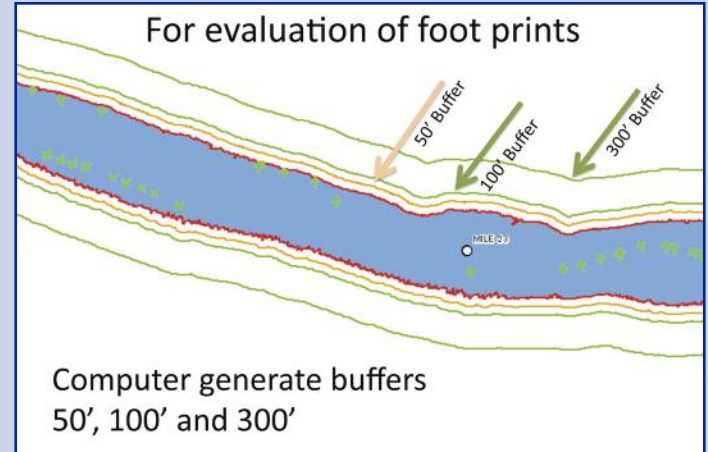 For evaluation of foot prints
50' Buffer
100' Buffer
300' Buffer
MILE 23
Computer generate buffers
50', 100' and 300'